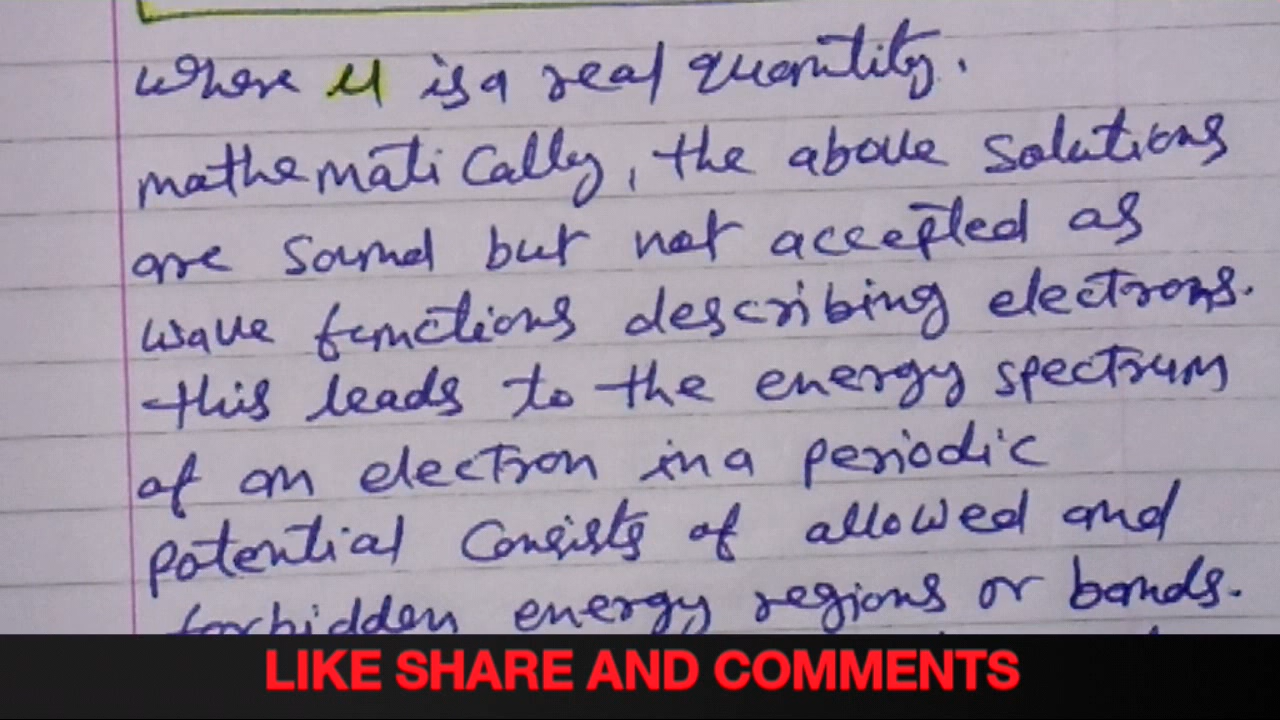 where μ is a real quantity.
mathematically, the above solutions
are sound but not accepted as
wave functions describing electrons.
this leads to the energy spectrum
of an electron in a periodic
potential consists of allowed and
forbidden energy regions or bands.
LIKE SHARE AND COMMENTS